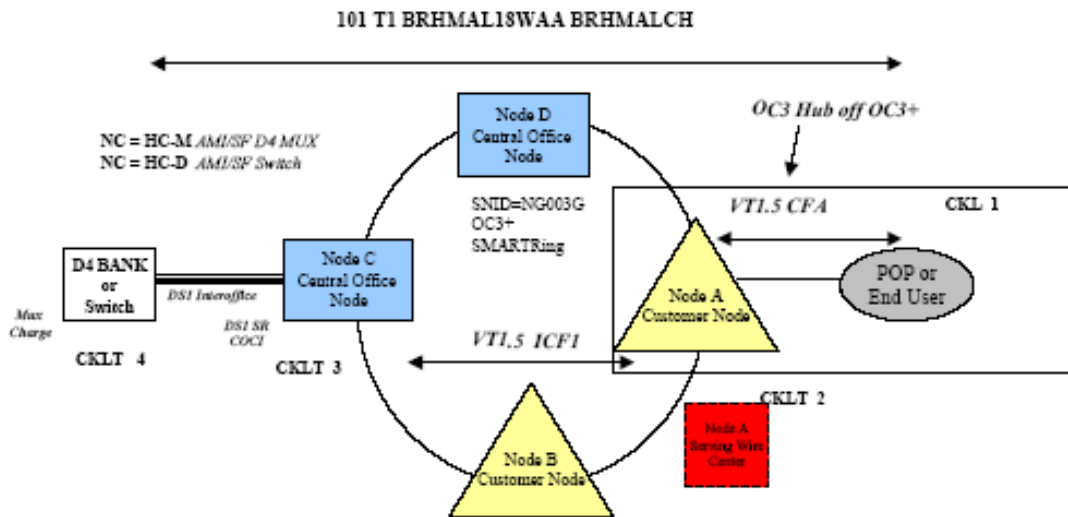 101 T1 BRHMAL18WAA BRHMALCH
OC3 Hub off OC3+
NC = HC-M AMI/SF D4 MUX
NC = HC-D AMI/SF Switch
Node D
Central Office
Node
SNID=NG003G
OC3+
SMARTRing
VT1.5 CFA
CKL 1
D4 BANK
or
Switch
DS1 Interoffice
Node C
Central Office
Node
Node A
Customer Node
POP or
End User
Mux
Charge
DS1 SR
COCI
CKLT 4
CKLT 3
VT1.5 ICF1
CKLT 2
Node A
Serving Wire
Center
Node B
Customer Node